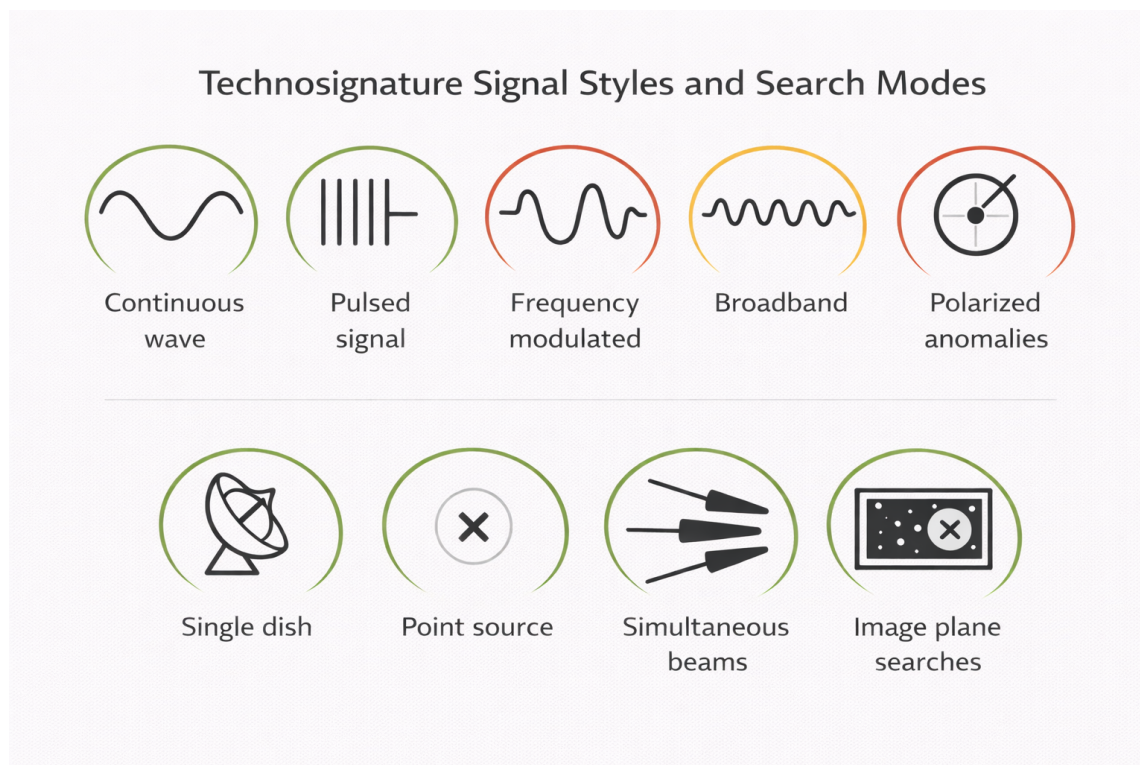 Technosignature Signal Styles and Search Modes
Continuous
wave
Pulsed
signal
Frequency
modulated
Broadband
Polarized
anomalies
Single dish
Point source
Simultaneous
beams
Image plane
searches